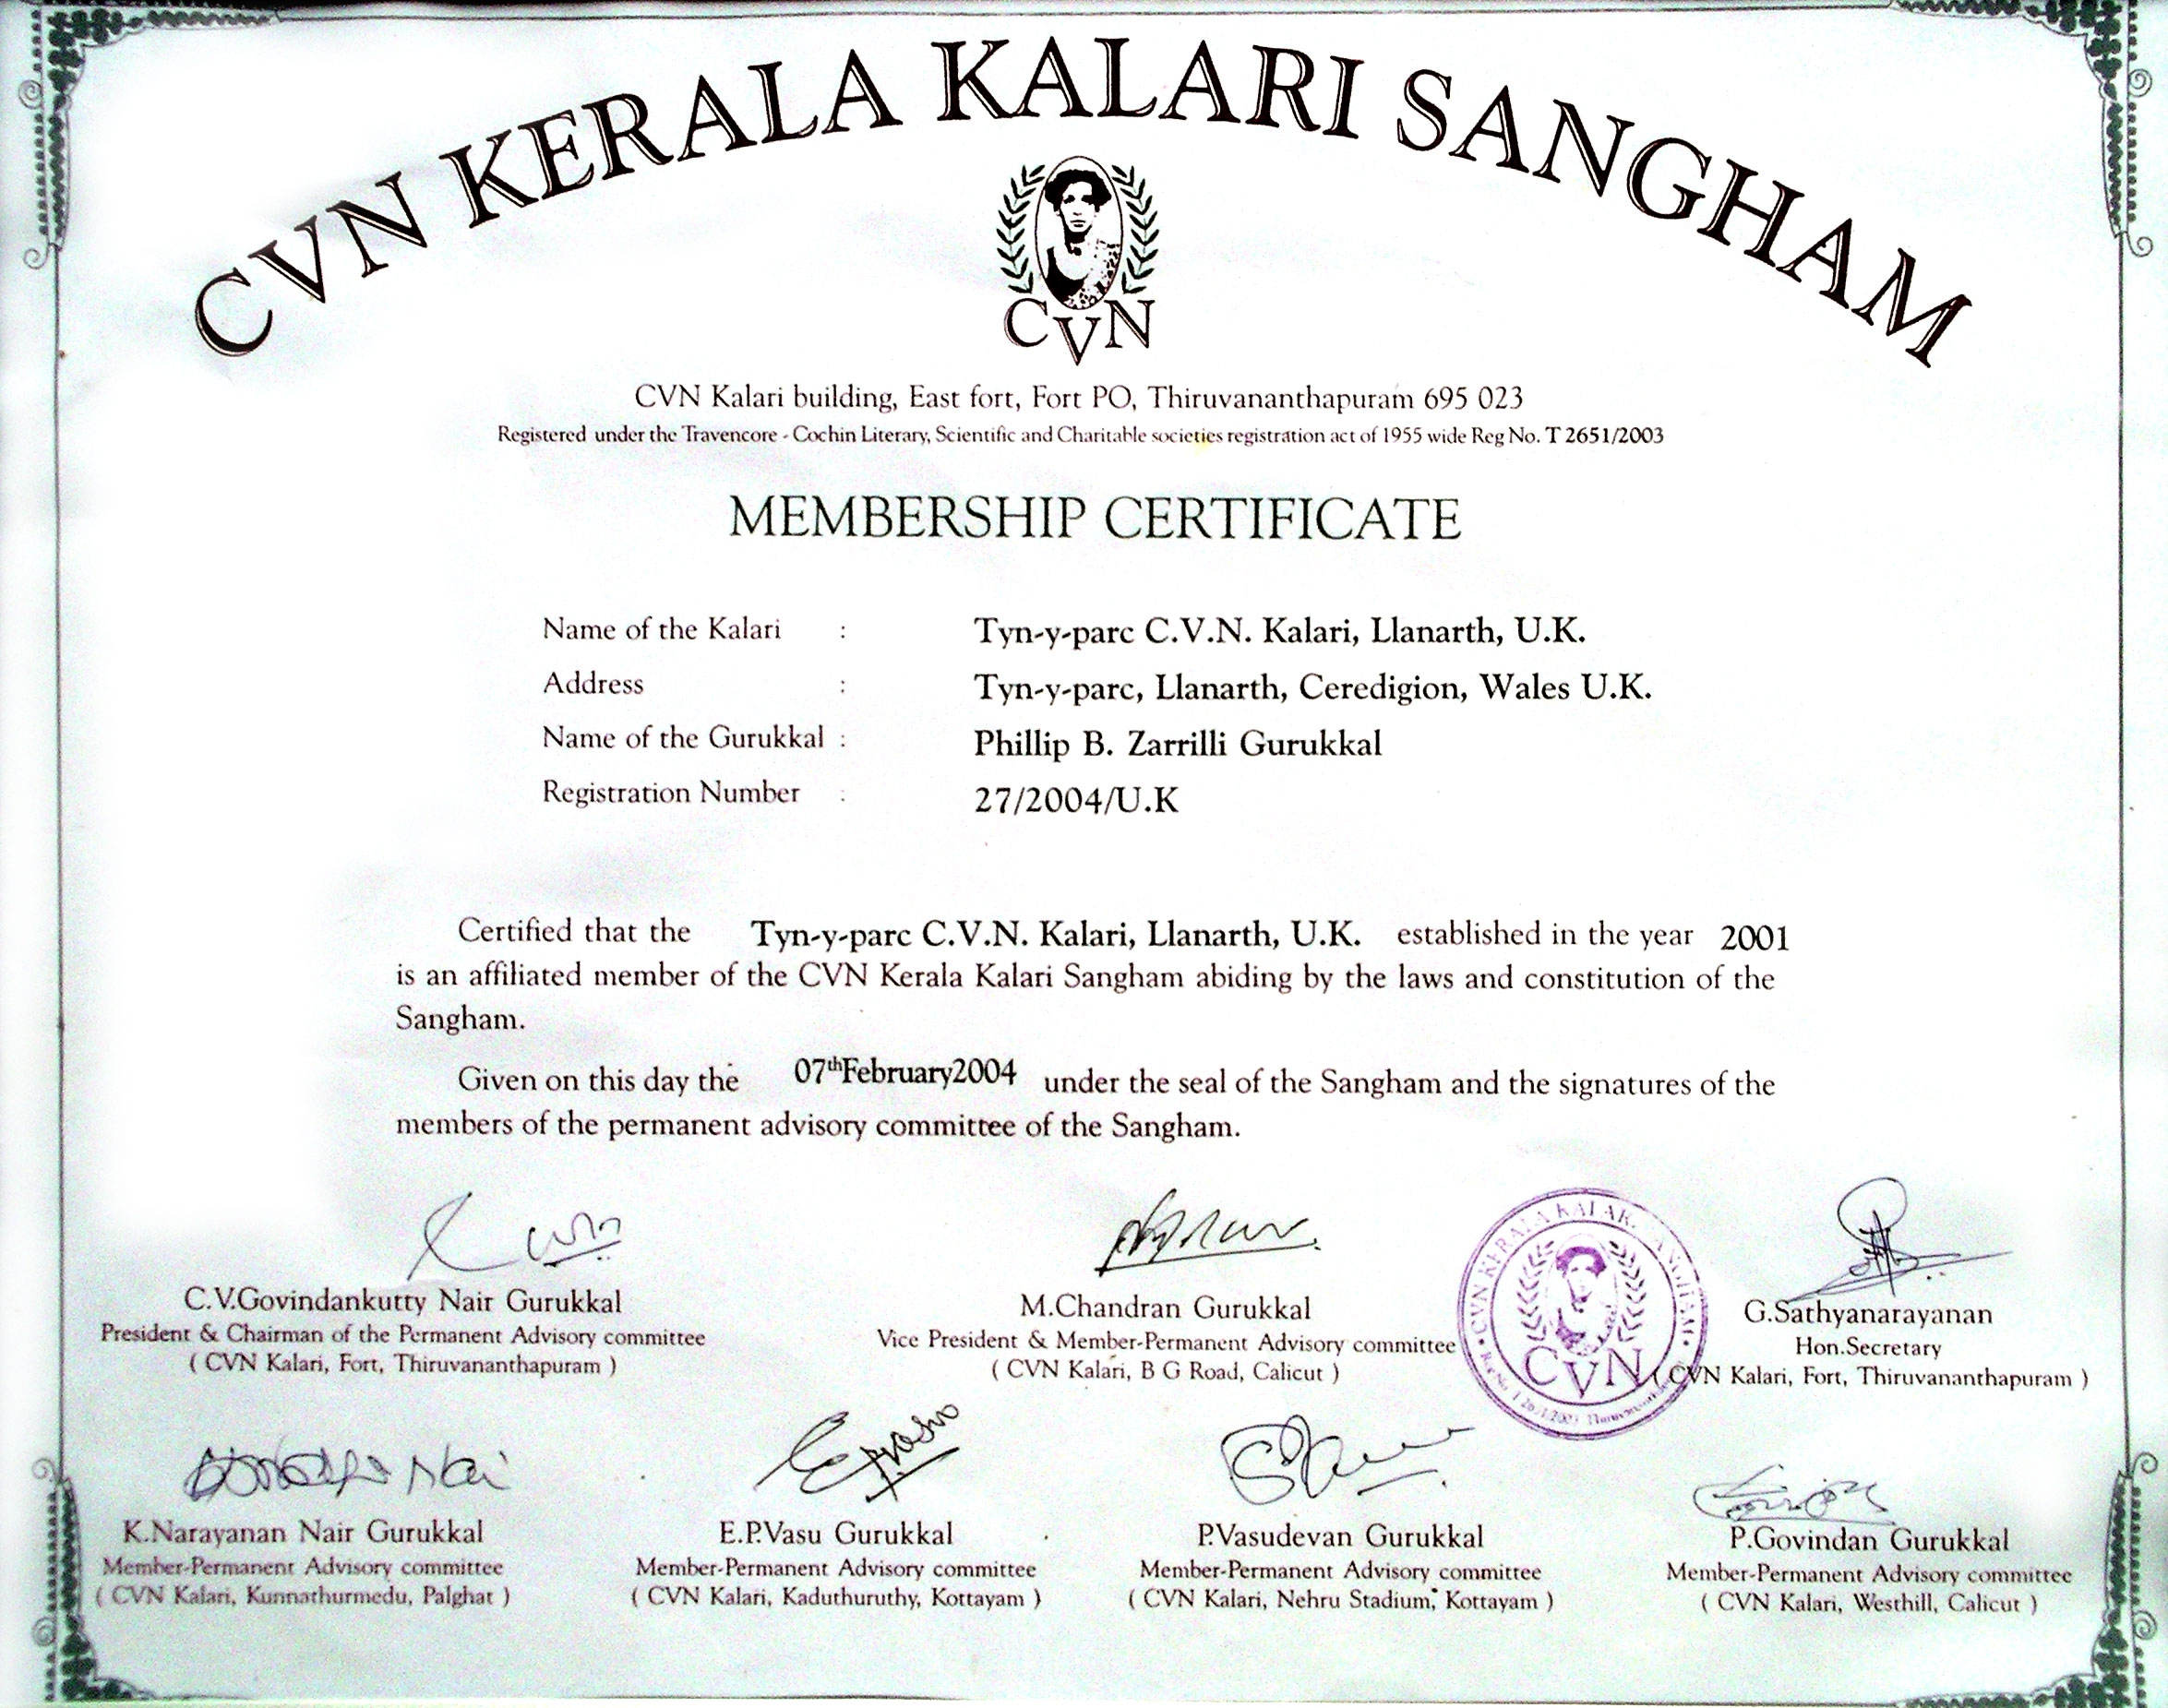 CVN KERALA KALARI SANGHAM
CVN
CVN Kalari building, East fort, Fort PO, Thiruvananthapuram 695 023
Registered under the Travencore - Cochin Literary, Scientific and Charitable societies registration act of 1955 wide Reg No. T 2651/2003
MEMBERSHIP CERTIFICATE
Name of the Kalari : Tyn-y-parc C.V.N. Kalari, Llanarth, U.K.
Address : Tyn-y-parc, Llanarth, Ceredigion, Wales U.K.
Name of the Gurukkal : Phillip B. Zarrilli Gurukkal
Registration Number : 27/2004/U.K
Certified that the Tyn-y-parc C.V.N. Kalari, Llanarth, U.K. established in the year 2001
is an affiliated member of the CVN Kerala Kalari Sangham abiding by the laws and constitution of the
Sangham.
Given on this day the 07th February2004 under the seal of the Sangham and the signatures of the
members of the permanent advisory committee of the Sangham.
C.V.Govindankutty Nair Gurukkal
President & Chairman of the Permanent Advisory committee
( CVN Kalari, Fort, Thiruvananthapuram )
M.Chandran Gurukkal
Vice President & Member-Permanent Advisory committee
( CVN Kalari, B G Road, Calicut )
CVN KERALA KALARI SANGHAM
CVN
G.Sathyanarayanan
Hon.Secretary
( CVN Kalari, Fort, Thiruvananthapuram )
K.Narayanan Nair Gurukkal
Member-Permanent Advisory committee
( CVN Kalari, Kunnathurmedu, Palghat )
E.P.Vasu Gurukkal
Member-Permanent Advisory committee
( CVN Kalari, Kaduthuruthy, Kottayam )
P.Vasudevan Gurukkal
Member-Permanent Advisory committee
( CVN Kalari, Nehru Stadium, Kottayam )
P.Govindan Gurukkal
Member-Permanent Advisory committee
( CVN Kalari, Westhill, Calicut )